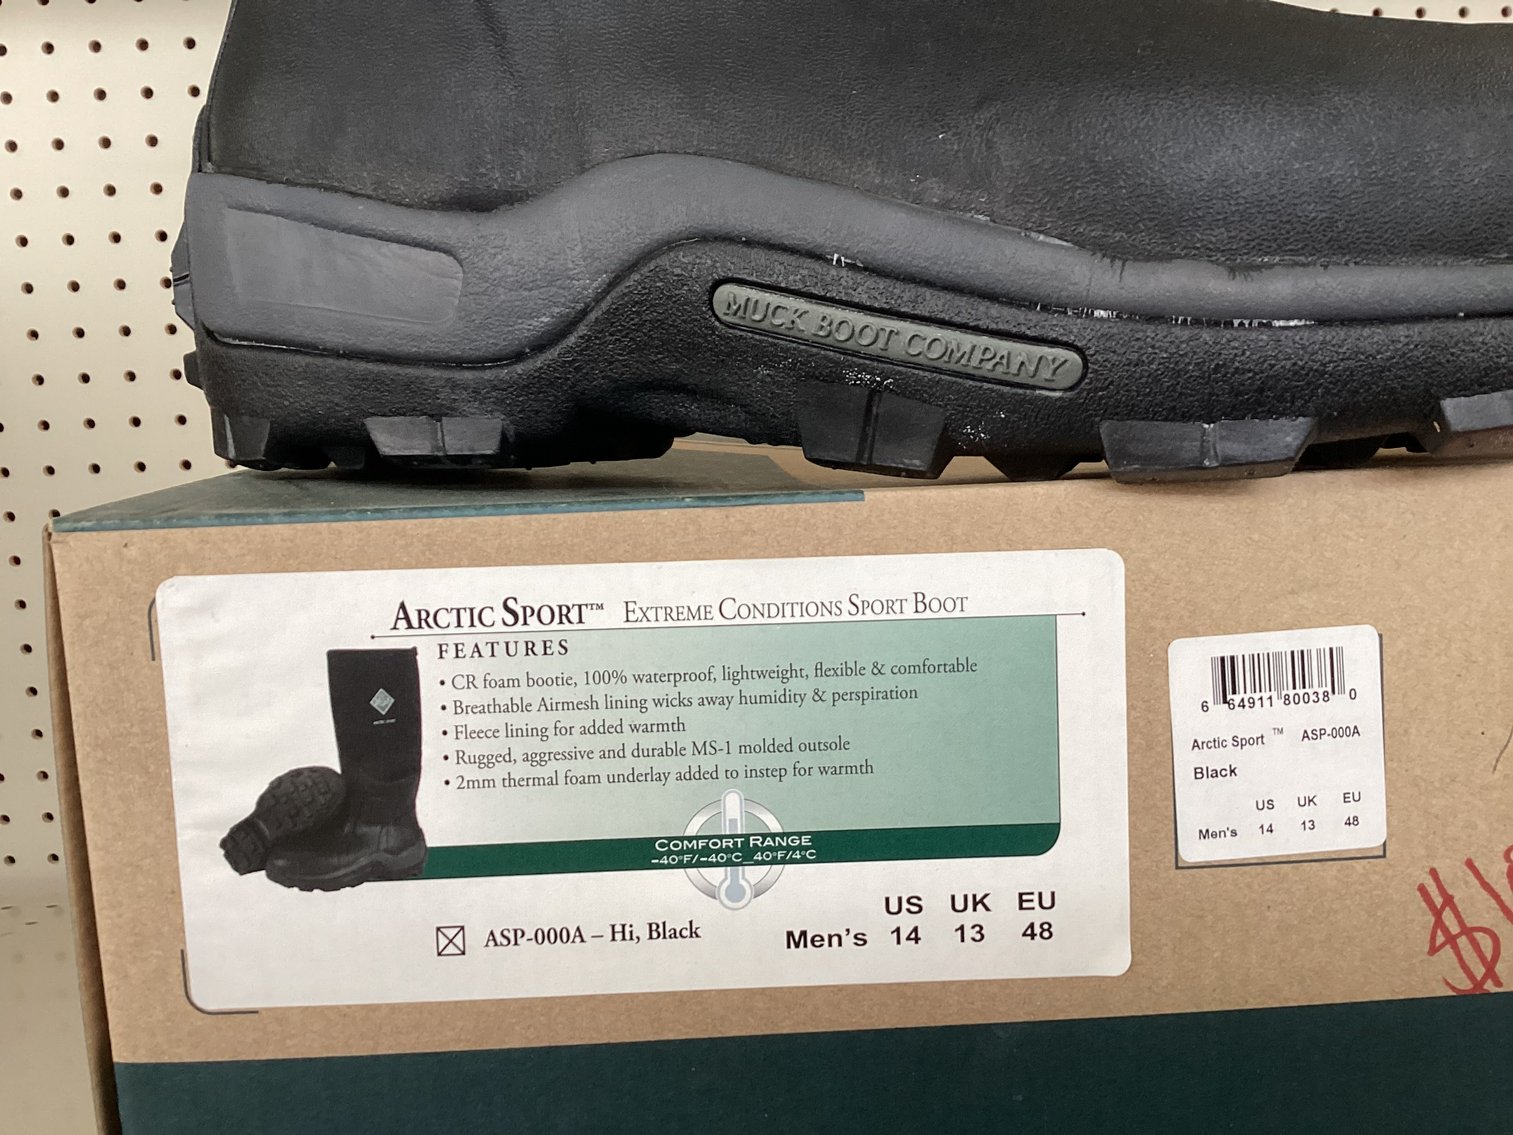 MUCK BOOT COMPANY
ARCTIC SPORT™ EXTREME CONDITIONS SPORT BOOT
FEATURES
• CR foam bootie, 100% waterproof, lightweight, flexible & comfortable
• Breathable Airmesh lining wicks away humidity & perspiration
• Fleece lining for added warmth
• Rugged, aggressive and durable MS-1 molded outsole
• 2mm thermal foam underlay added to instep for warmth
COMFORT RANGE
-40°F/-40°C_40°F/4°C
ASP-000A – Hi, Black
US UK EU
Men's 14 13 48
6 64911 80038 0
Arctic Sport ™ ASP-000A
Black
US UK EU
Men's 14 13 48
$1